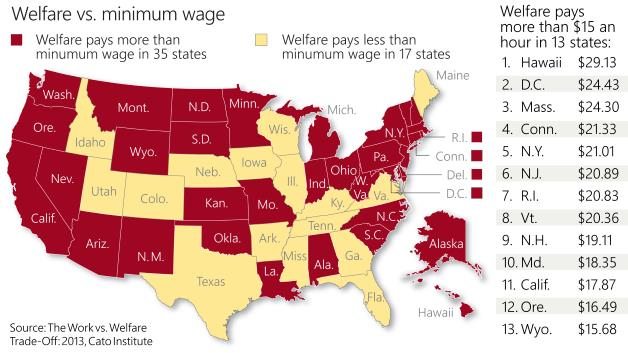 Welfare vs. minimum wage
Welfare pays more than
minumum wage in 35 states
Welfare pays less than
minimum wage in 17 states
Wash.
Mont.
N.D.
Minn.
Mich.
Maine
Ore.
Idaho
Wyo.
S.D.
Wis.
N.Y.
R.I.
Conn.
Del.
D.C.
Nev.
Utah
Colo.
Neb.
Iowa
Ill.
Ind.
Ohio
Pa.
W.
Va.
Va.
Calif.
Kan.
Mo.
Ky.
Ariz.
N.M.
Okla.
Ark.
Tenn.
N.C.
S.C.
Texas
La.
Miss
Ala.
Ga.
Fla.
Alaska
Hawaii
Source: The Work vs. Welfare
Trade-Off: 2013, Cato Institute
Welfare pays
more than $15 an
hour in 13 states:
1. Hawaii $29.13
2. D.C. $24.43
3. Mass. $24.30
4. Conn. $21.33
5. N.Y. $21.01
6. N.J. $20.89
7. R.I. $20.83
8. Vt. $20.36
9. N.H. $19.11
10. Md. $18.35
11. Calif. $17.87
12. Ore. $16.49
13. Wyo. $15.68